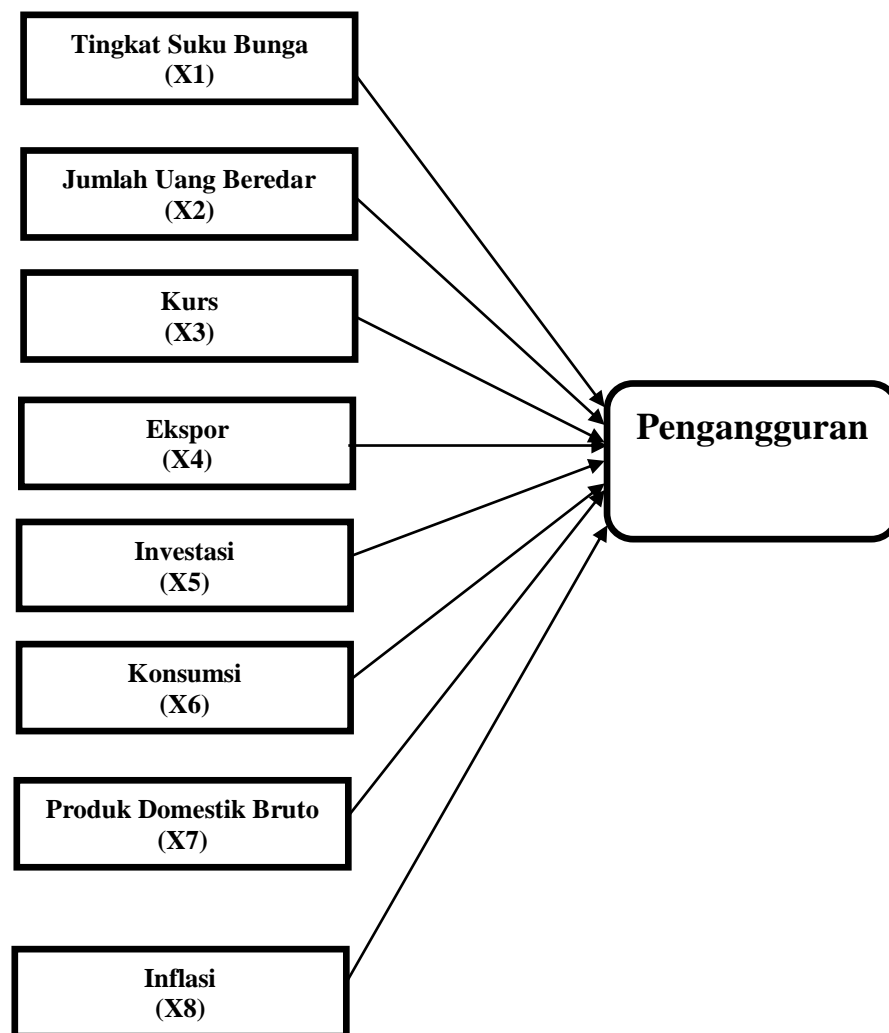 Tingkat Suku Bunga
(X1)
Jumlah Uang Beredar
(X2)
Kurs
(X3)
Ekspor
(X4)
Investasi
(X5)
Konsumsi
(X6)
Produk Domestik Bruto
(X7)
Inflasi
(X8)
Pengangguran